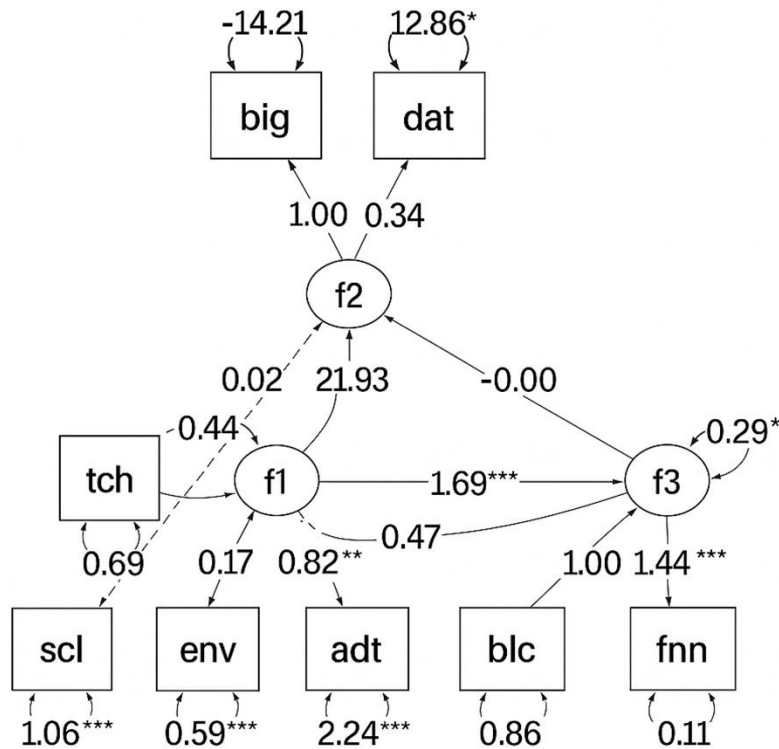 -14.21 12.86*
big dat
1.00 0.34
f2
0.02 21.93 -0.00
0.44 0.29*
tch f1 1.69*** f3
0.47
0.69 0.17 0.82** 1.00 1.44***
scl env adt blc fnn
1.06*** 0.59*** 2.24*** 0.86 0.11